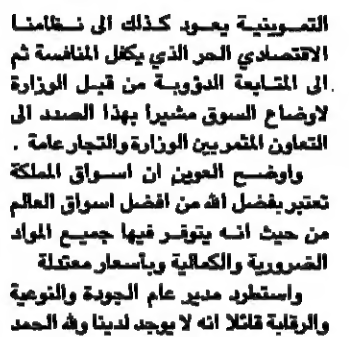 التموينية يعود كذلك الى نظامنا
الاقتصادي الحر الذي يكفل المنافسة ثم
الى المتابعة الدؤوبة من قبل الوزارة
لاوضاع السوق مشيرا بهذا الصدد الى
التعاون المثمر بين الوزارة والتجار عامة .
واوضح العوين ان اسواق المملكة
تعتبر بفضل الله من افضل اسواق العالم
من حيث انه يتوفر فيها جميع المواد
الضرورية والكمالية وبأسعار معتدلة
واستطرد مدير عام الجودة والنوعية
والرقابة قائلا انه لا يوجد لدينا ولله الحمد